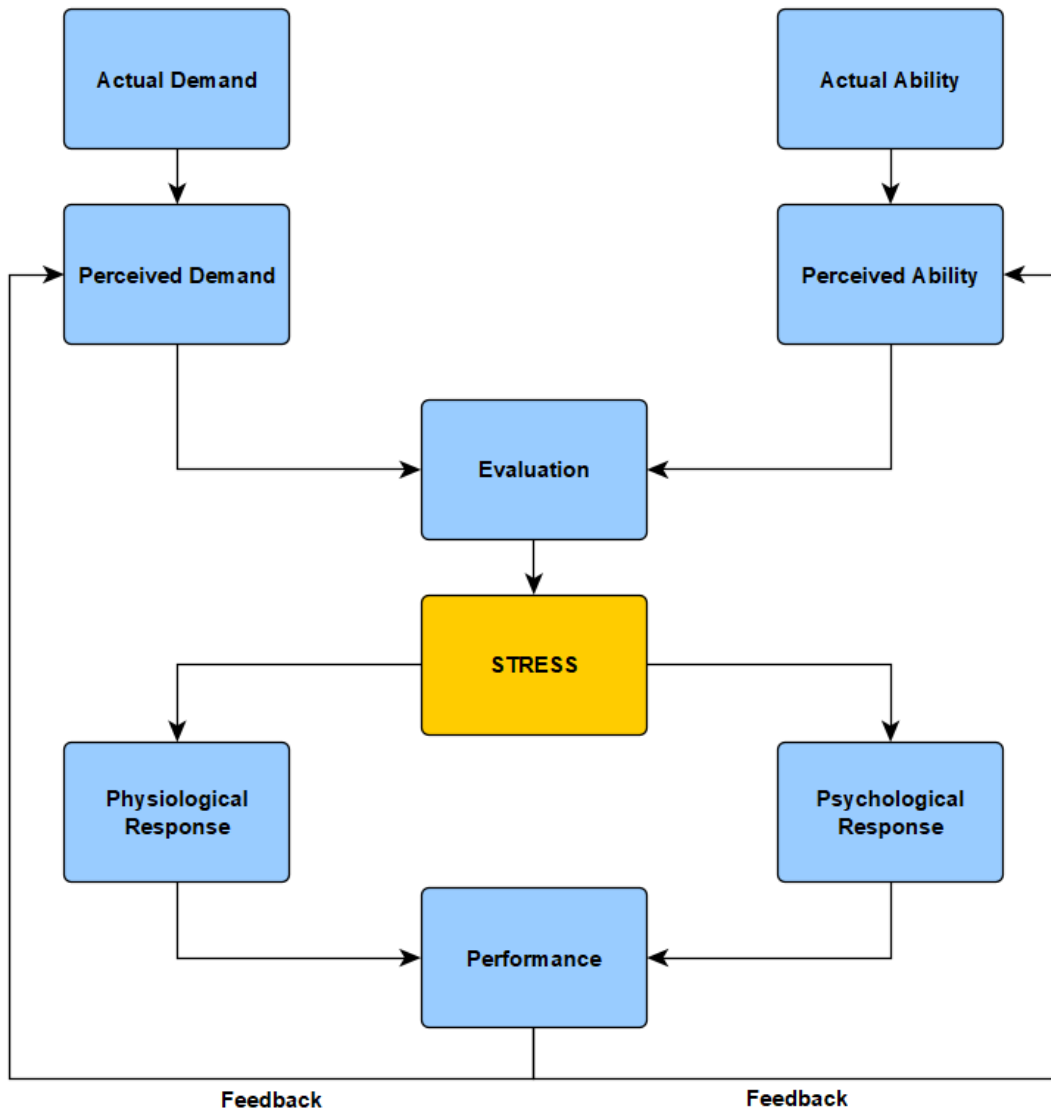 Actual Demand
Actual Ability
Perceived Demand
Perceived Ability
Evaluation
STRESS
Physiological
Response
Psychological
Response
Performance
Feedback
Feedback